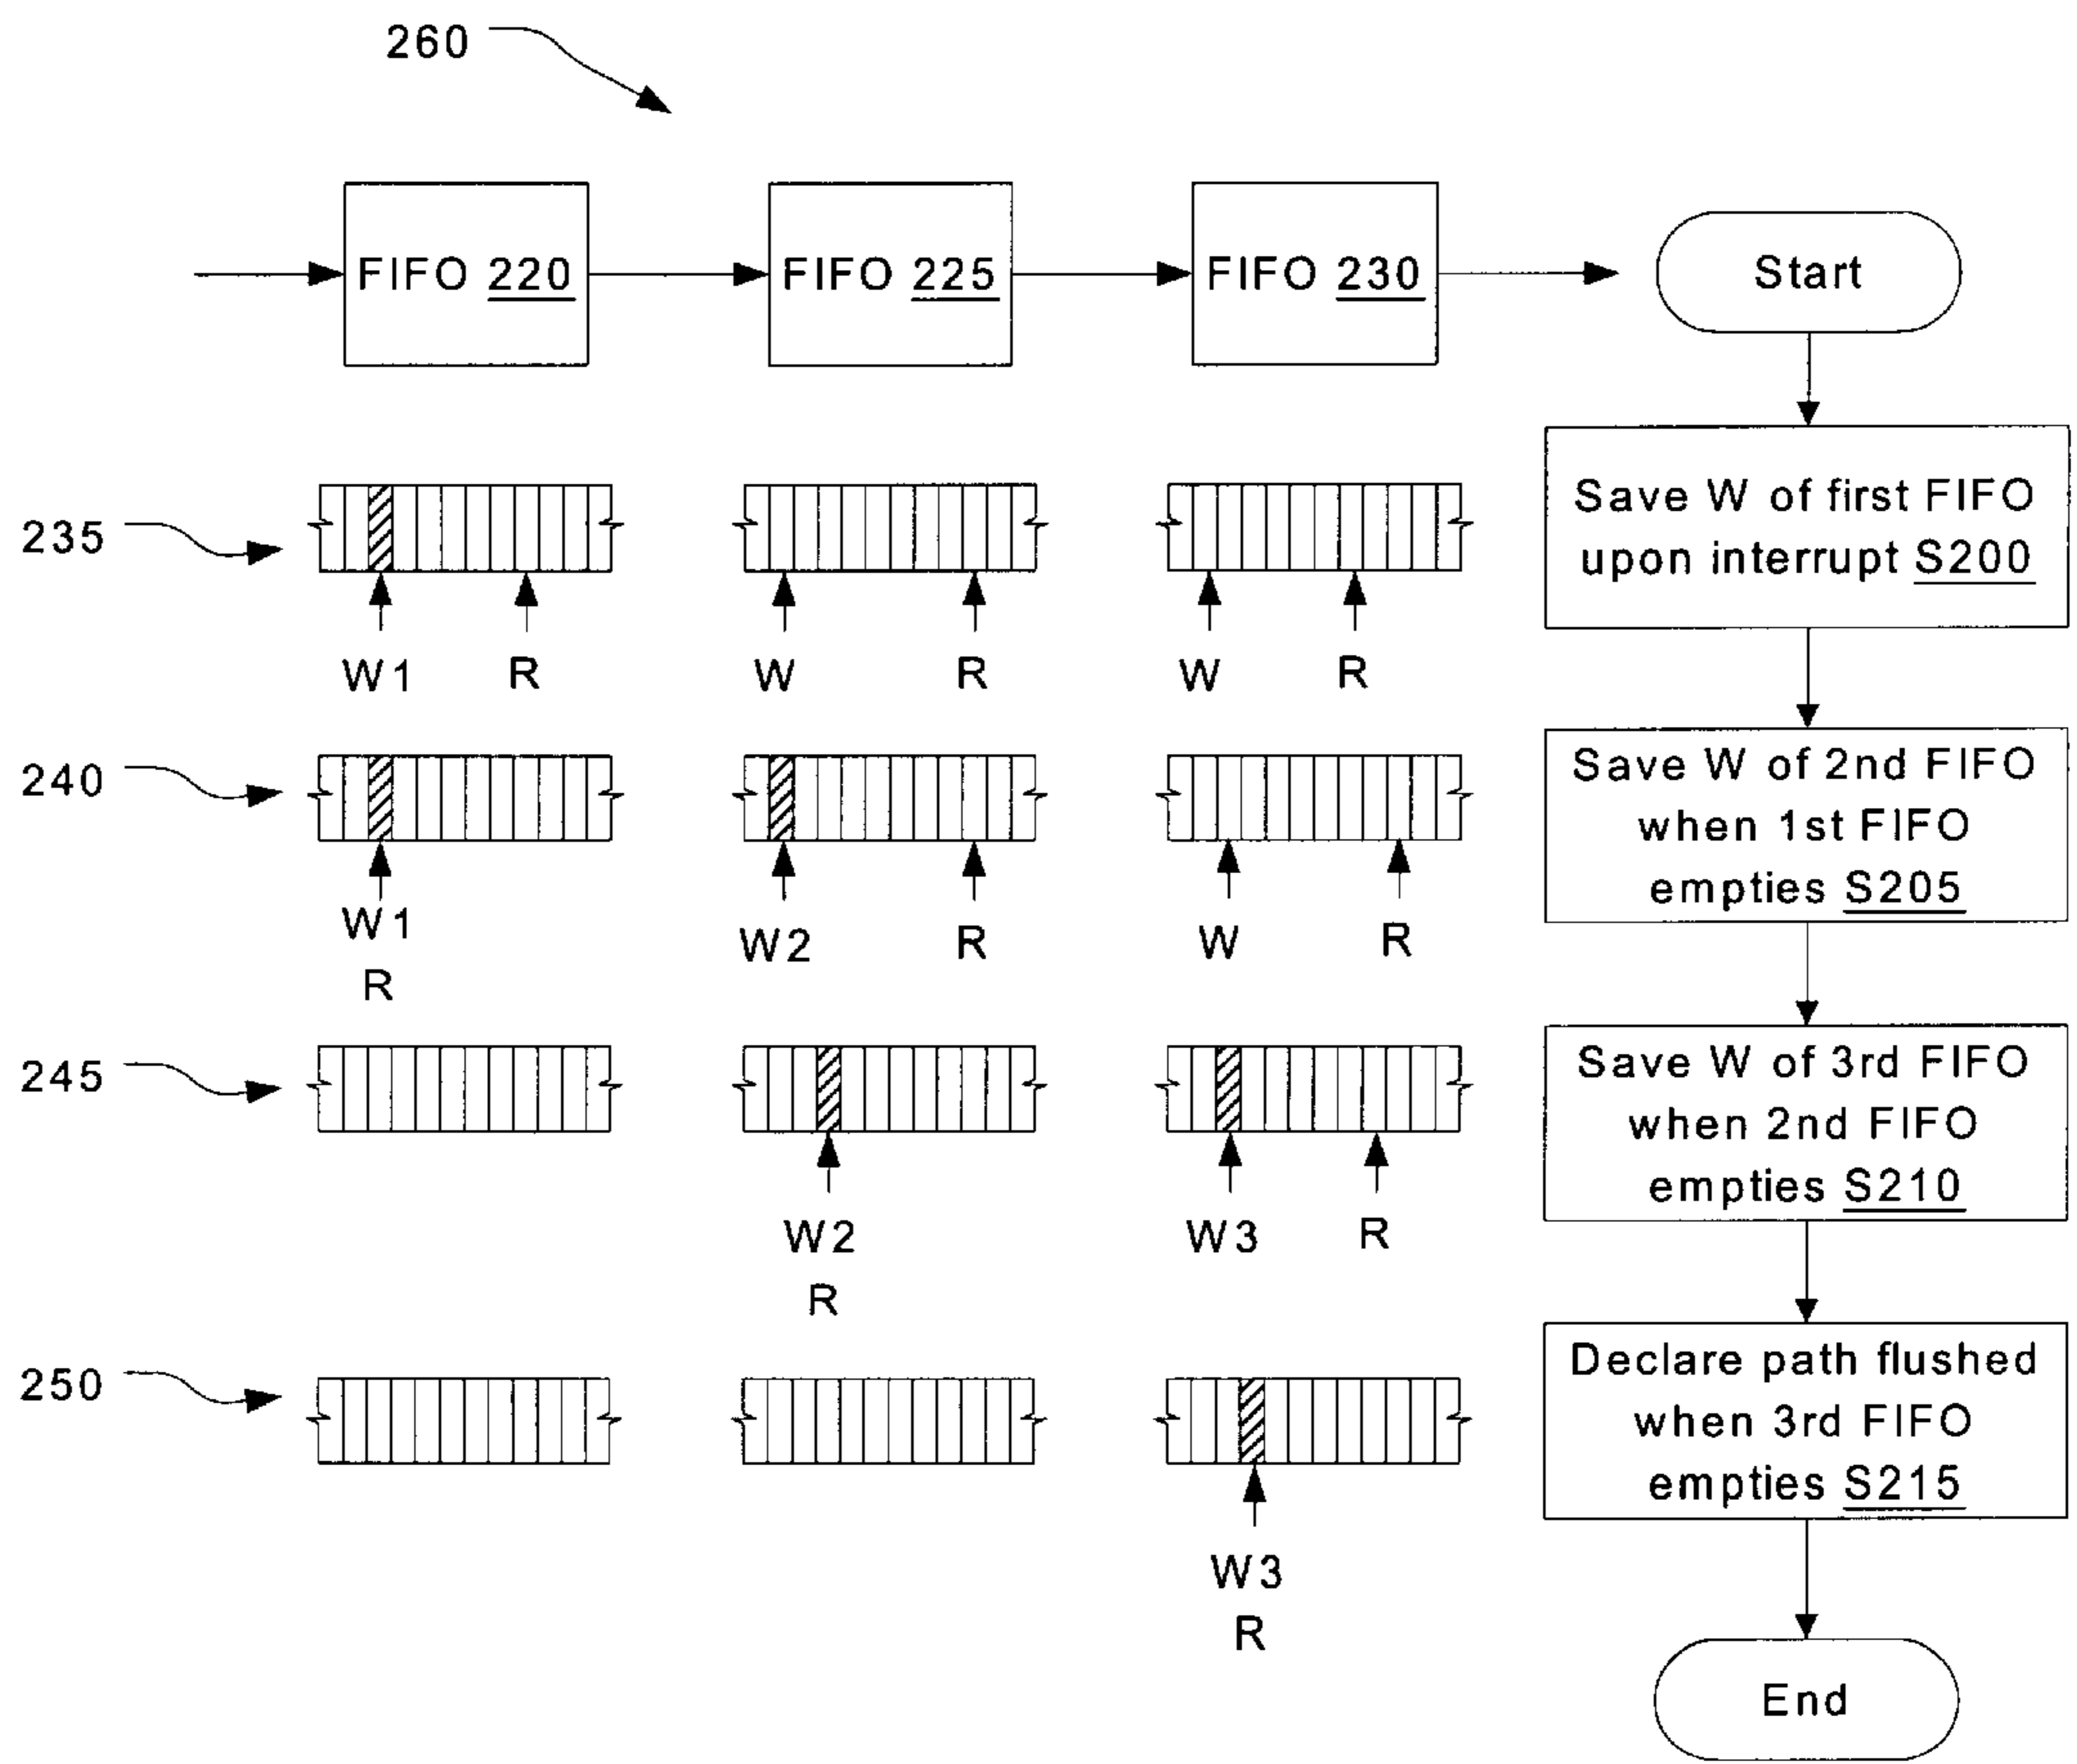 260
FIFO 220
FIFO 225
FIFO 230
Start
235
W1
R
W
R
W
R
Save W of first FIFO
upon interrupt S200
240
W1
R
W2
R
W
R
Save W of 2nd FIFO
when 1st FIFO
empties S205
245
W2
R
W3
R
Save W of 3rd FIFO
when 2nd FIFO
empties S210
250
W3
R
Declare path flushed
when 3rd FIFO
empties S215
End